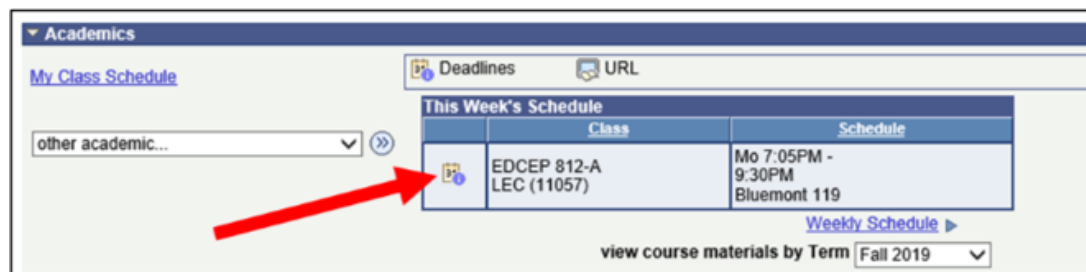 Academics
My Class Schedule
other academic...
Deadlines URL
This Week's Schedule
Class Schedule
EDCEP 812-A
LEC (11057)
Mo 7:05PM -
9:30PM
Bluemont 119
Weekly Schedule
view course materials by Term Fall 2019